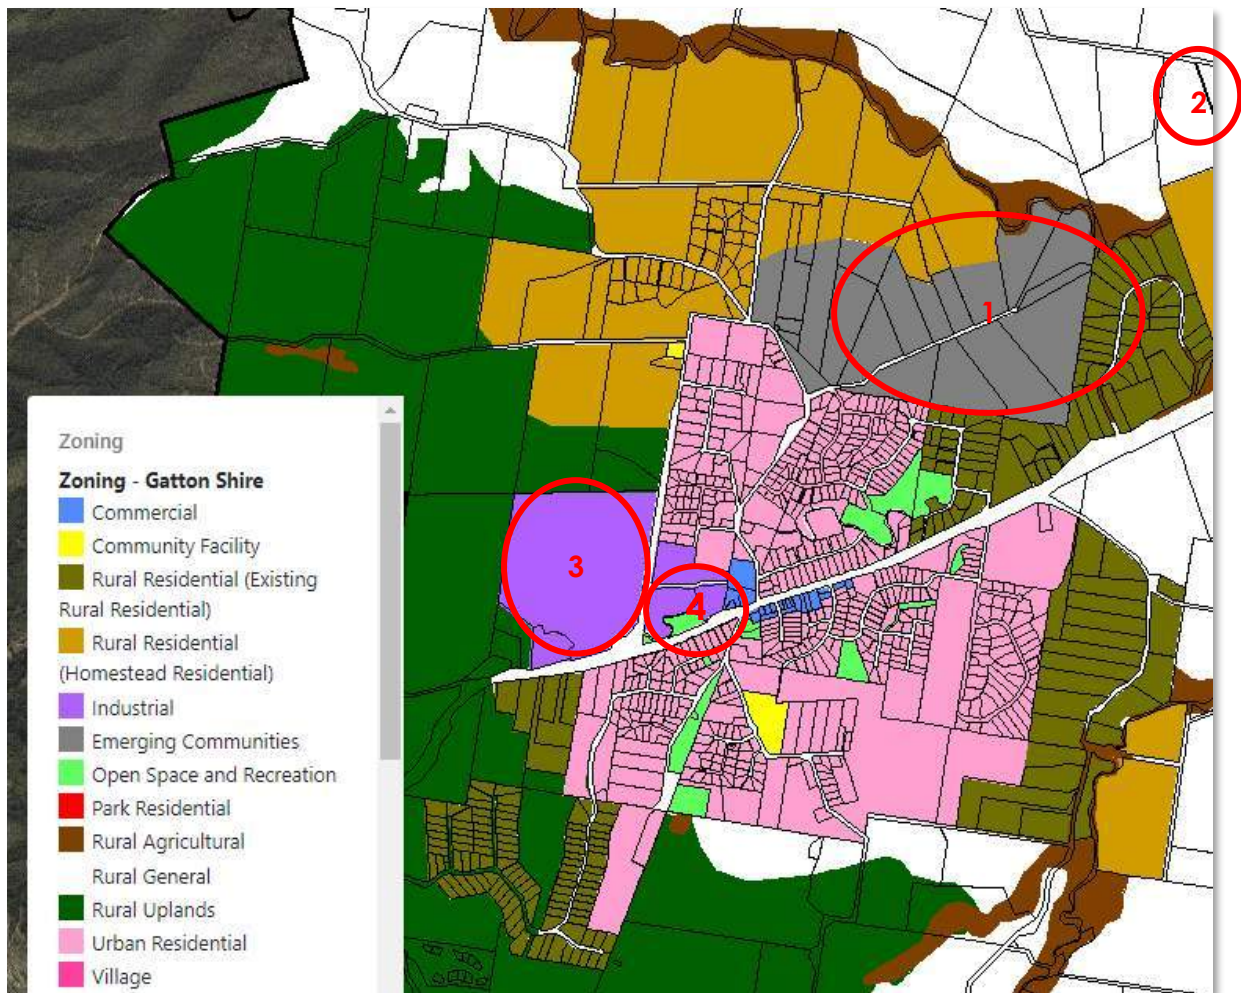 2
1
3
4
Zoning
Zoning - Gatton Shire
Commercial
Community Facility
Rural Residential (Existing
Rural Residential)
Rural Residential
(Homestead Residential)
Industrial
Emerging Communities
Open Space and Recreation
Park Residential
Rural Agricultural
Rural General
Rural Uplands
Urban Residential
Village